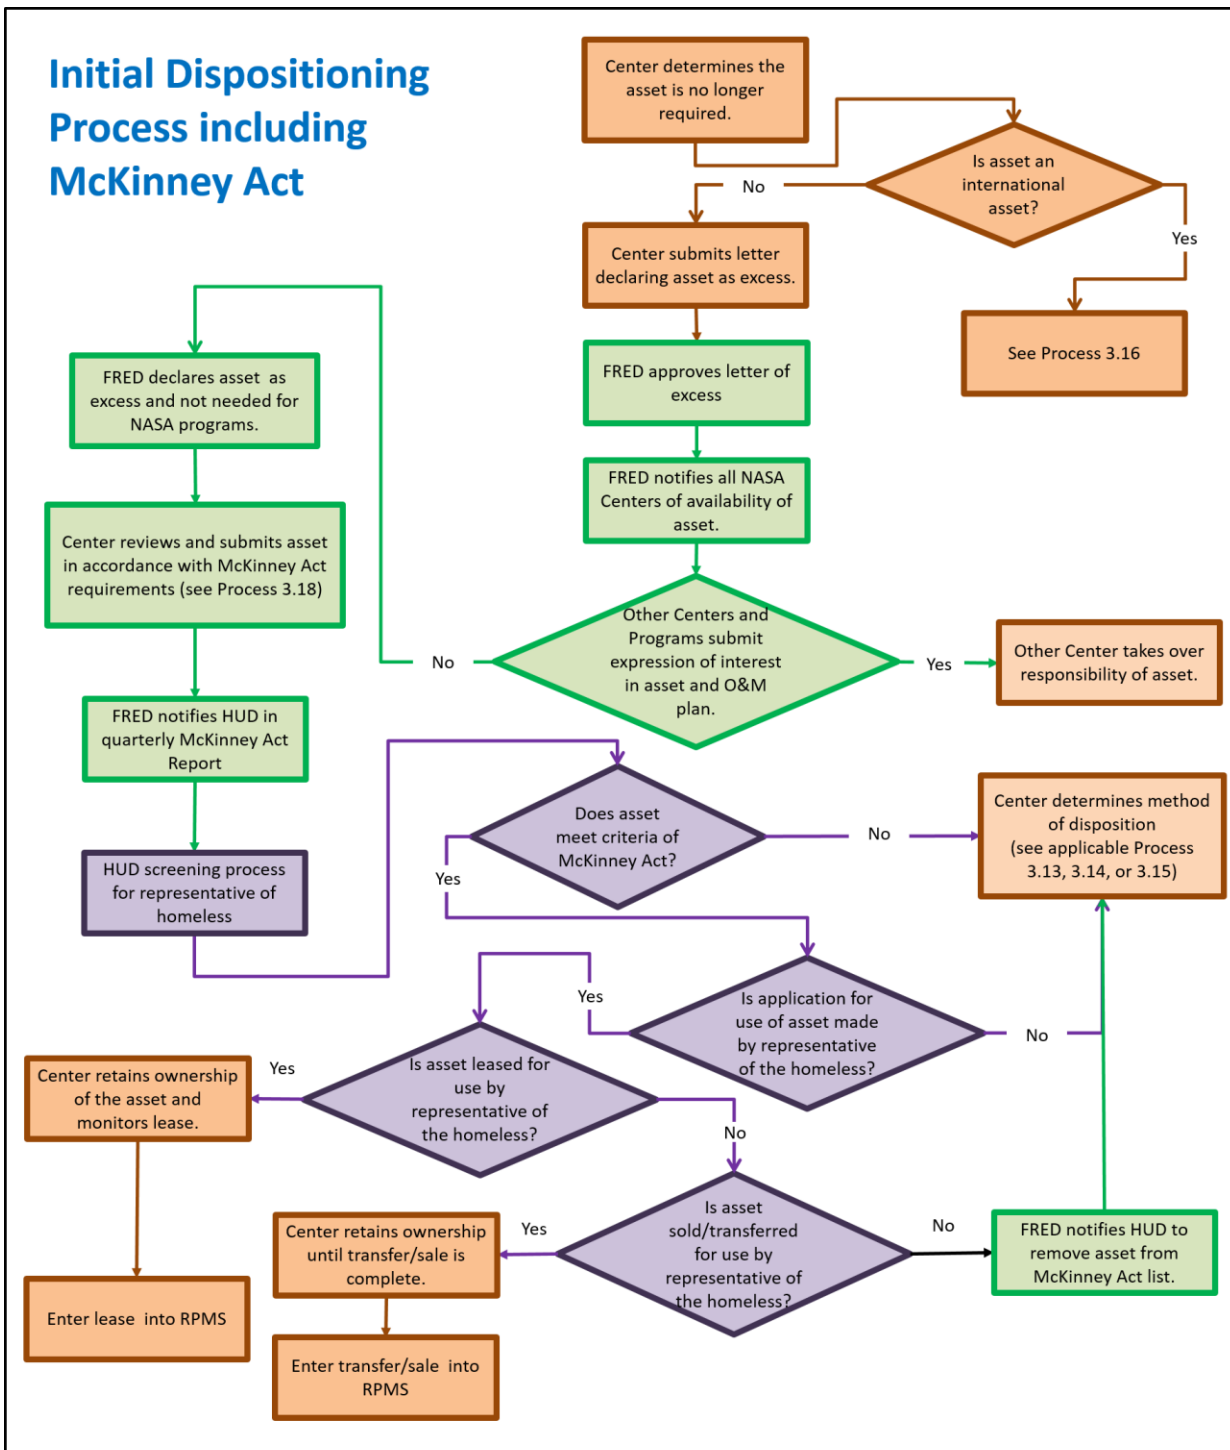 Initial Dispositioning
Process including
McKinney Act
Center determines the
asset is no longer
required.
Is asset an
international
asset?
No
Yes
Center submits letter
declaring asset as excess.
See Process 3.16
FRED approves letter of
excess
FRED notifies all NASA
Centers of availability of
asset.
Other Centers and
Programs submit
expression of interest
in asset and O&M
plan.
No
Yes
Other Center takes over
responsibility of asset.
FRED declares asset as
excess and not needed for
NASA programs.
Center reviews and submits asset
in accordance with McKinney Act
requirements (see Process 3.18)
FRED notifies HUD in
quarterly McKinney Act
Report
HUD screening process
for representative of
homeless
Does asset
meet criteria of
McKinney Act?
No
Yes
Center determines method
of disposition
(see applicable Process
3.13, 3.14, or 3.15)
Is application for
use of asset made
by representative
of the homeless?
Yes
No
Is asset leased for
use by
representative of
the homeless?
Yes
No
Center retains ownership
of the asset and
monitors lease.
Enter lease into RPMS
Is asset
sold/transferred
for use by
representative of
the homeless?
Yes
No
Center retains ownership
until transfer/sale is
complete.
Enter transfer/sale into
RPMS
FRED notifies HUD to
remove asset from
McKinney Act list.